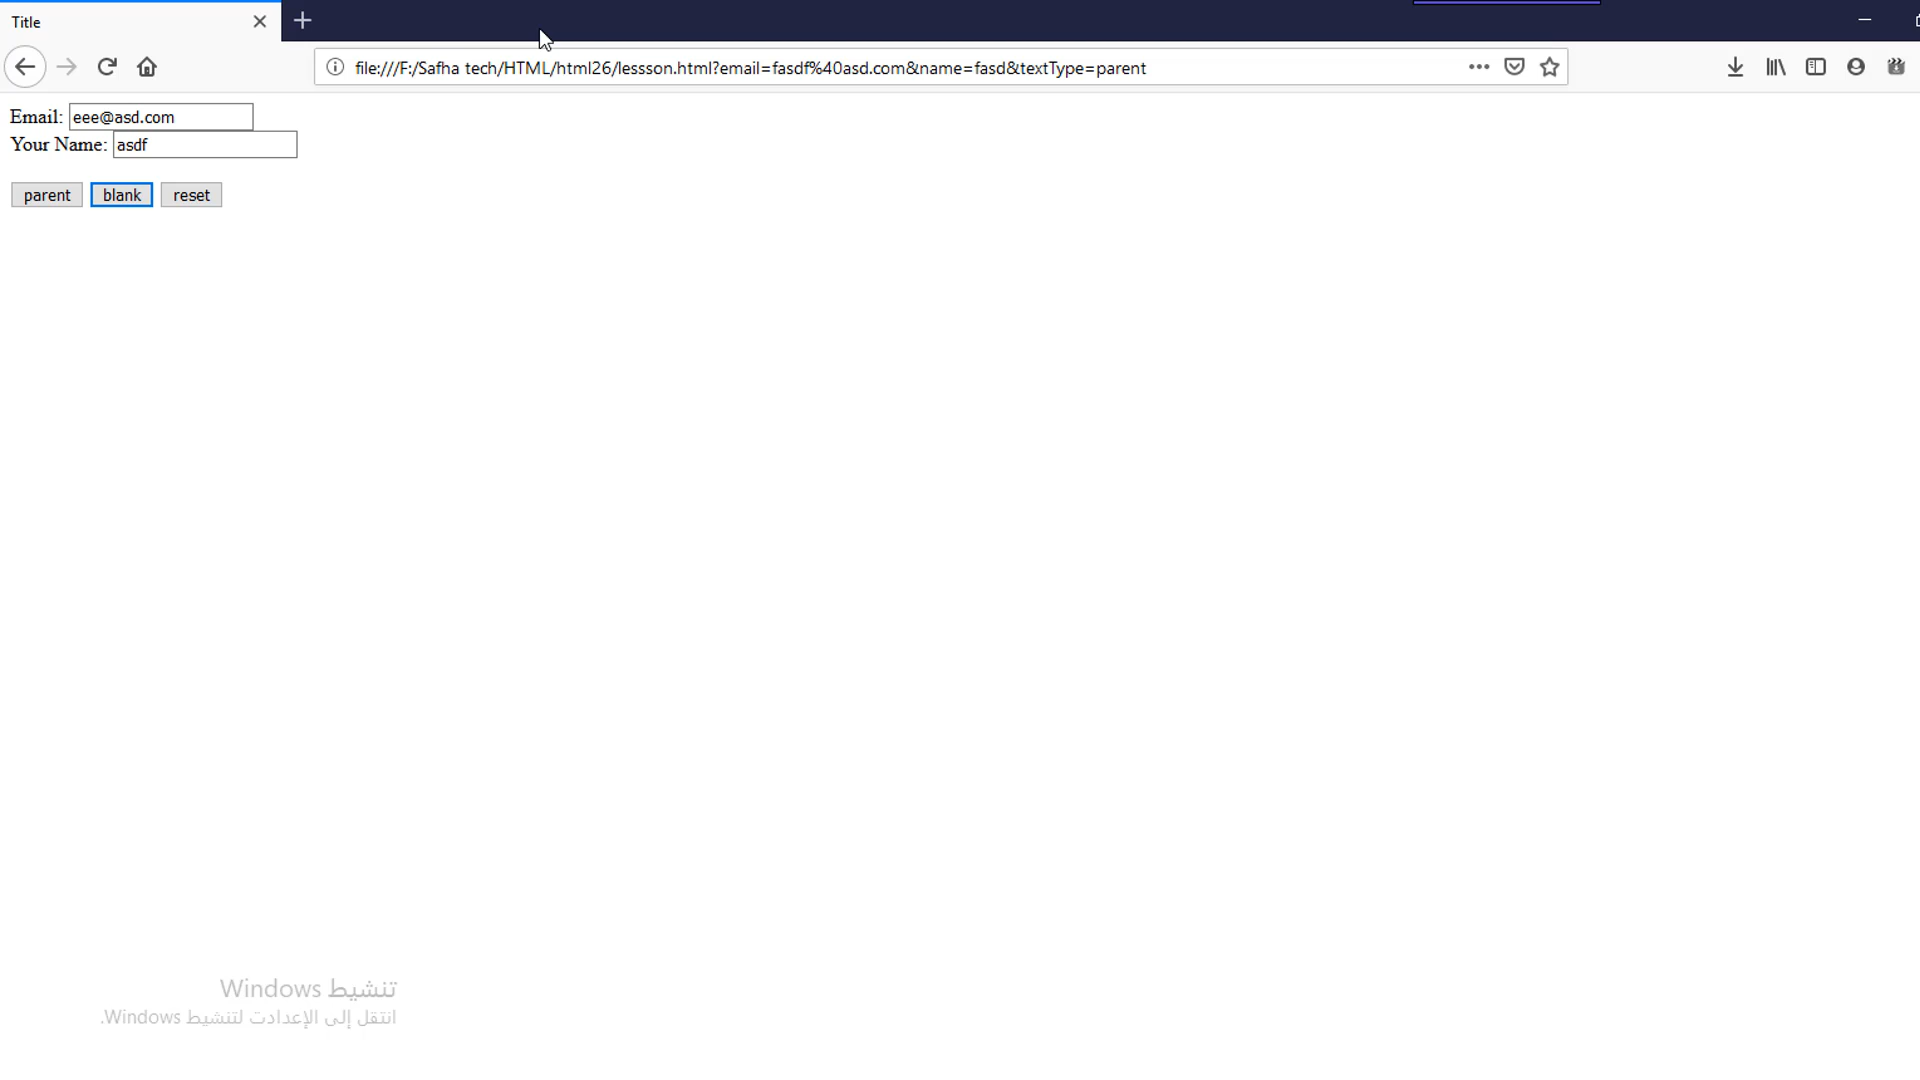 Title
file:///F:/Safha tech/HTML/html26/lessson.html?email=fasdf%40asd.com&name=fasd&textType=parent
Email: eee@asd.com
Your Name: asdf
parent blank reset
تنشيط Windows
انتقل إلى الإعدادت لتنشيط Windows.